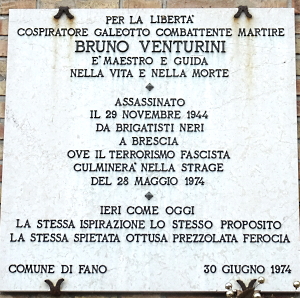 PER LA LIBERTA'
COSPIRATORE GALEOTTO COMBATTENTE MARTIRE
BRUNO VENTURINI
E' MAESTRO E GUIDA
NELLA VITA E NELLA MORTE
ASSASSINATO
IL 29 NOVEMBRE 1944
DA BRIGATISTI NERI
A BRESCIA
OVE IL TERRORISMO FASCISTA
CULMINERA' NELLA STRAGE
DEL 28 MAGGIO 1974
IERI COME OGGI
LA STESSA ISPIRAZIONE LO STESSO PROPOSITO
LA STESSA SPIETATA OTTUSA PREZZOLATA FEROCIA
COMUNE DI FANO 30 GIUGNO 1974